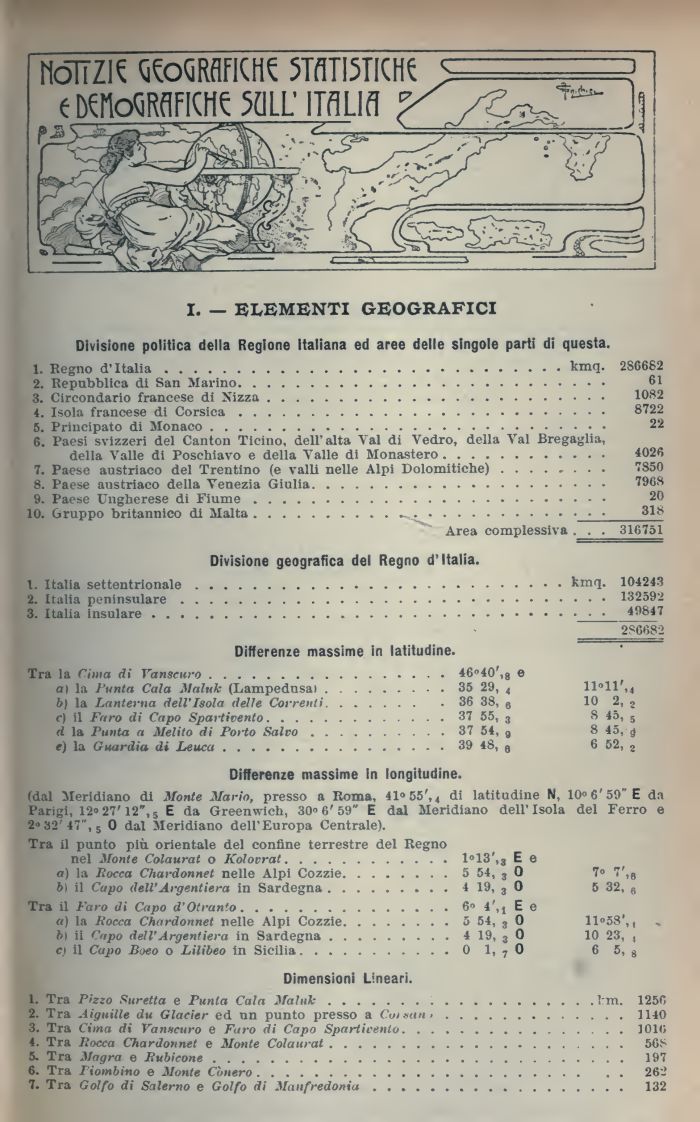 NOTIZIE GEOGRAFICHE STATISTICHE
e DEMOGRAFICHE SULL' ITALIA
I. — ELEMENTI GEOGRAFICI
Divisione politica della Regione Italiana ed aree delle singole parti di questa.
1. Regno d'Italia . . . . . kmq. 286682
2. Repubblica di San Marino. . . . . 61
3. Circondario francese di Nizza . . . . . 1082
4. Isola francese di Corsica . . . . . 8722
5. Principato di Monaco . . . . . 22
6. Paesi svizzeri del Canton Ticino, dell'alta Val di Vedro, della Val Bregaglia,
della Valle di Poschiavo e della Valle di Monastero . . . . . 4026
7. Paese austriaco del Trentino (e valli nelle Alpi Dolomitiche) . . . . . 7850
8. Paese austriaco della Venezia Giulia. . . . . 7968
9. Paese Ungherese di Fiume . . . . . 20
10. Gruppo britannico di Malta . . . . . 318
Area complessiva . . . 316751
Divisione geografica del Regno d'Italia.
1. Italia settentrionale . . . . . kmq. 104243
2. Italia peninsulare . . . . . 132592
3. Italia insulare . . . . . 49847
286682
Differenze massime in latitudine.
Tra la Cima di Vanscuro . . . . . 46°40',8 e
a) la Punta Cala Maluk (Lampedusa) . . . . . 35 29, 4 11°11',4
b) la Lanterna dell'Isola delle Correnti. . . . . 36 38, 6 10 2, 2
c) il Faro di Capo Spartivento. . . . . 37 55, 3 8 45, 5
d la Punta a Melito di Porto Salvo . . . . . 37 54, 9 8 45, 9
e) la Guardia di Leuca . . . . . 39 48, 6 6 52, 2
Differenze massime in longitudine.
(dal Meridiano di Monte Mario, presso a Roma, 41° 55',4 di latitudine N, 10° 6' 59" E da
Parigi, 12° 27' 12",5 E da Greenwich, 30° 6' 59" E dal Meridiano dell'Isola del Ferro e
2° 32' 47",5 O dal Meridiano dell'Europa Centrale).
Tra il punto più orientale del confine terrestre del Regno
nel Monte Colaurat o Kolovrat . . . . . 1°13',3 E e
a) la Rocca Chardonnet nelle Alpi Cozzie. . . . . 5 54, 3 O 7° 7',6
b) il Capo dell'Argentiera in Sardegna . . . . . 4 19, 3 O 5 32, 6
Tra il Faro di Capo d'Otranto . . . . . 6° 4',1 E e
a) la Rocca Chardonnet nelle Alpi Cozzie. . . . . 5 54, 3 O 11°58',1
b) il Capo dell'Argentiera in Sardegna . . . . . 4 19, 3 O 10 23, 1
c) il Capo Boeo o Lilibeo in Sicilia. . . . . 0 1, 7 O 6 5, 8
Dimensioni Lineari.
1. Tra Pizzo Suretta e Punta Cala Maluk . . . . . km. 1256
2. Tra Aiguille du Glacier ed un punto presso a . . . . . 1140
3. Tra Cima di Vanscuro e Faro di Capo Spartivento. . . . . 1016
4. Tra Rocca Chardonnet e Monte Colaurat . . . . . 568
5. Tra Magra e Rubicone . . . . . 197
6. Tra Piombino e Monte Cònero . . . . . 262
7. Tra Golfo di Salerno e Golfo di Manfredonia . . . . . 132